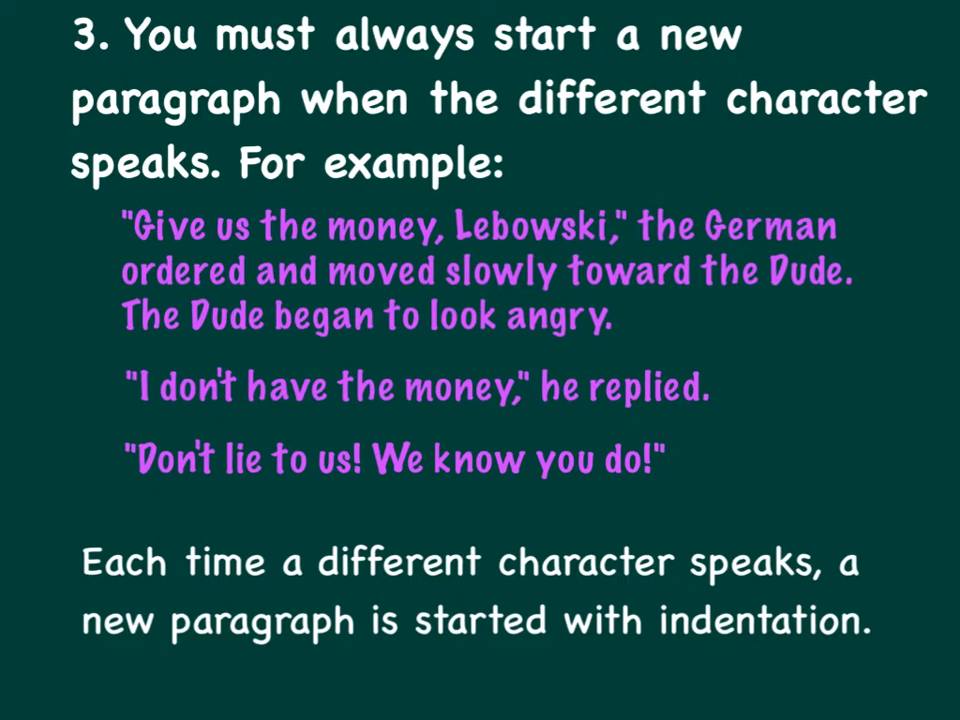 3. You must always start a new
paragraph when the different character
speaks. For example:
"Give us the money, Lebowski," the German
ordered and moved slowly toward the Dude.
The Dude began to look angry.
"I don't have the money," he replied.
"Don't lie to us! We know you do!"
Each time a different character speaks, a
new paragraph is started with indentation.